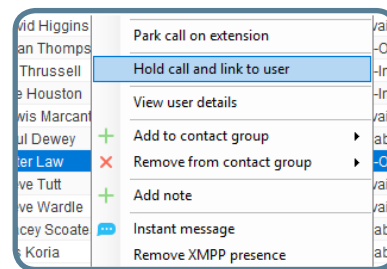 vid Higgins
an Thomps
Thrussell
e Houston
wis Marcant
ul Dewey
ter Law
ve Tutt
ve Wardle
cey Scoate
s Koria
Park call on extension
Hold call and link to user
View user details
Add to contact group
Remove from contact group
Add note
Instant message
Remove XMPP presence